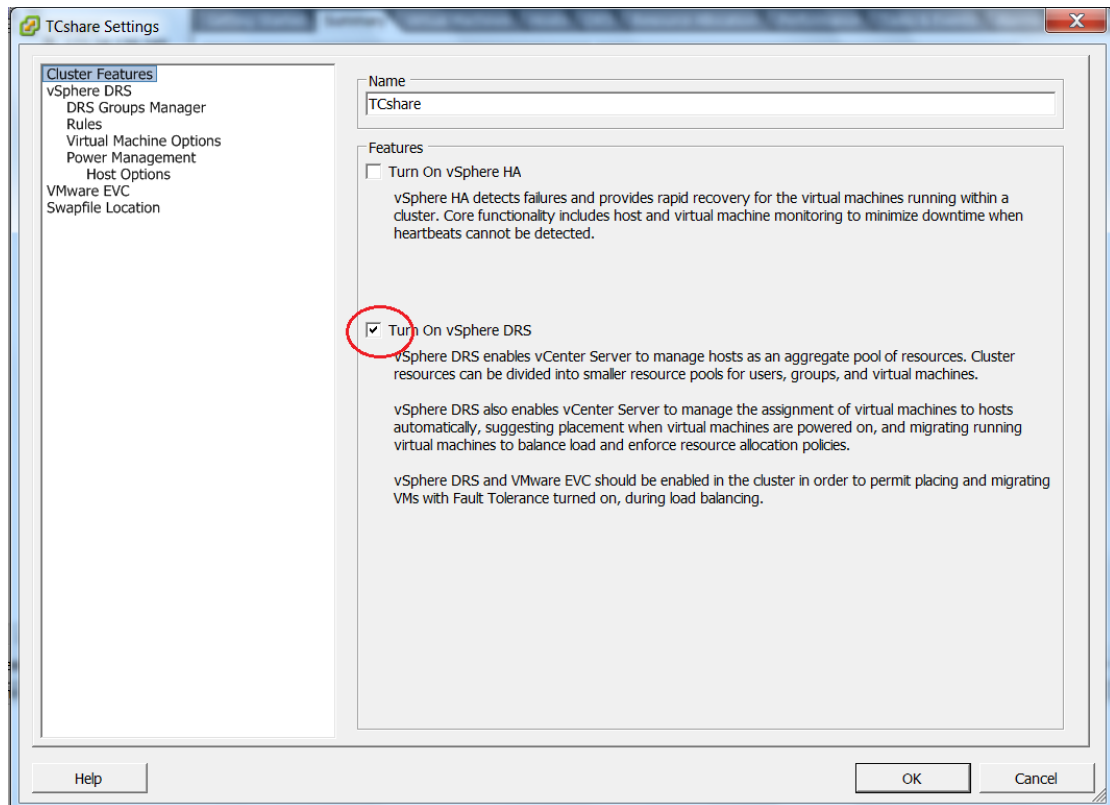 TCshare Settings
Summary
Cluster Features
vSphere DRS
DRS Groups Manager
Rules
Virtual Machine Options
Power Management
Host Options
VMware EVC
Swapfile Location
Name
TCshare
Features
Turn On vSphere HA
vSphere HA detects failures and provides rapid recovery for the virtual machines running within a
cluster. Core functionality includes host and virtual machine monitoring to minimize downtime when
heartbeats cannot be detected.
Turn On vSphere DRS
vSphere DRS enables vCenter Server to manage hosts as an aggregate pool of resources. Cluster
resources can be divided into smaller resource pools for users, groups, and virtual machines.
vSphere DRS also enables vCenter Server to manage the assignment of virtual machines to hosts
automatically, suggesting placement when virtual machines are powered on, and migrating running
virtual machines to balance load and enforce resource allocation policies.
vSphere DRS and VMware EVC should be enabled in the cluster in order to permit placing and migrating
VMs with Fault Tolerance turned on, during load balancing.
Help
OK
Cancel